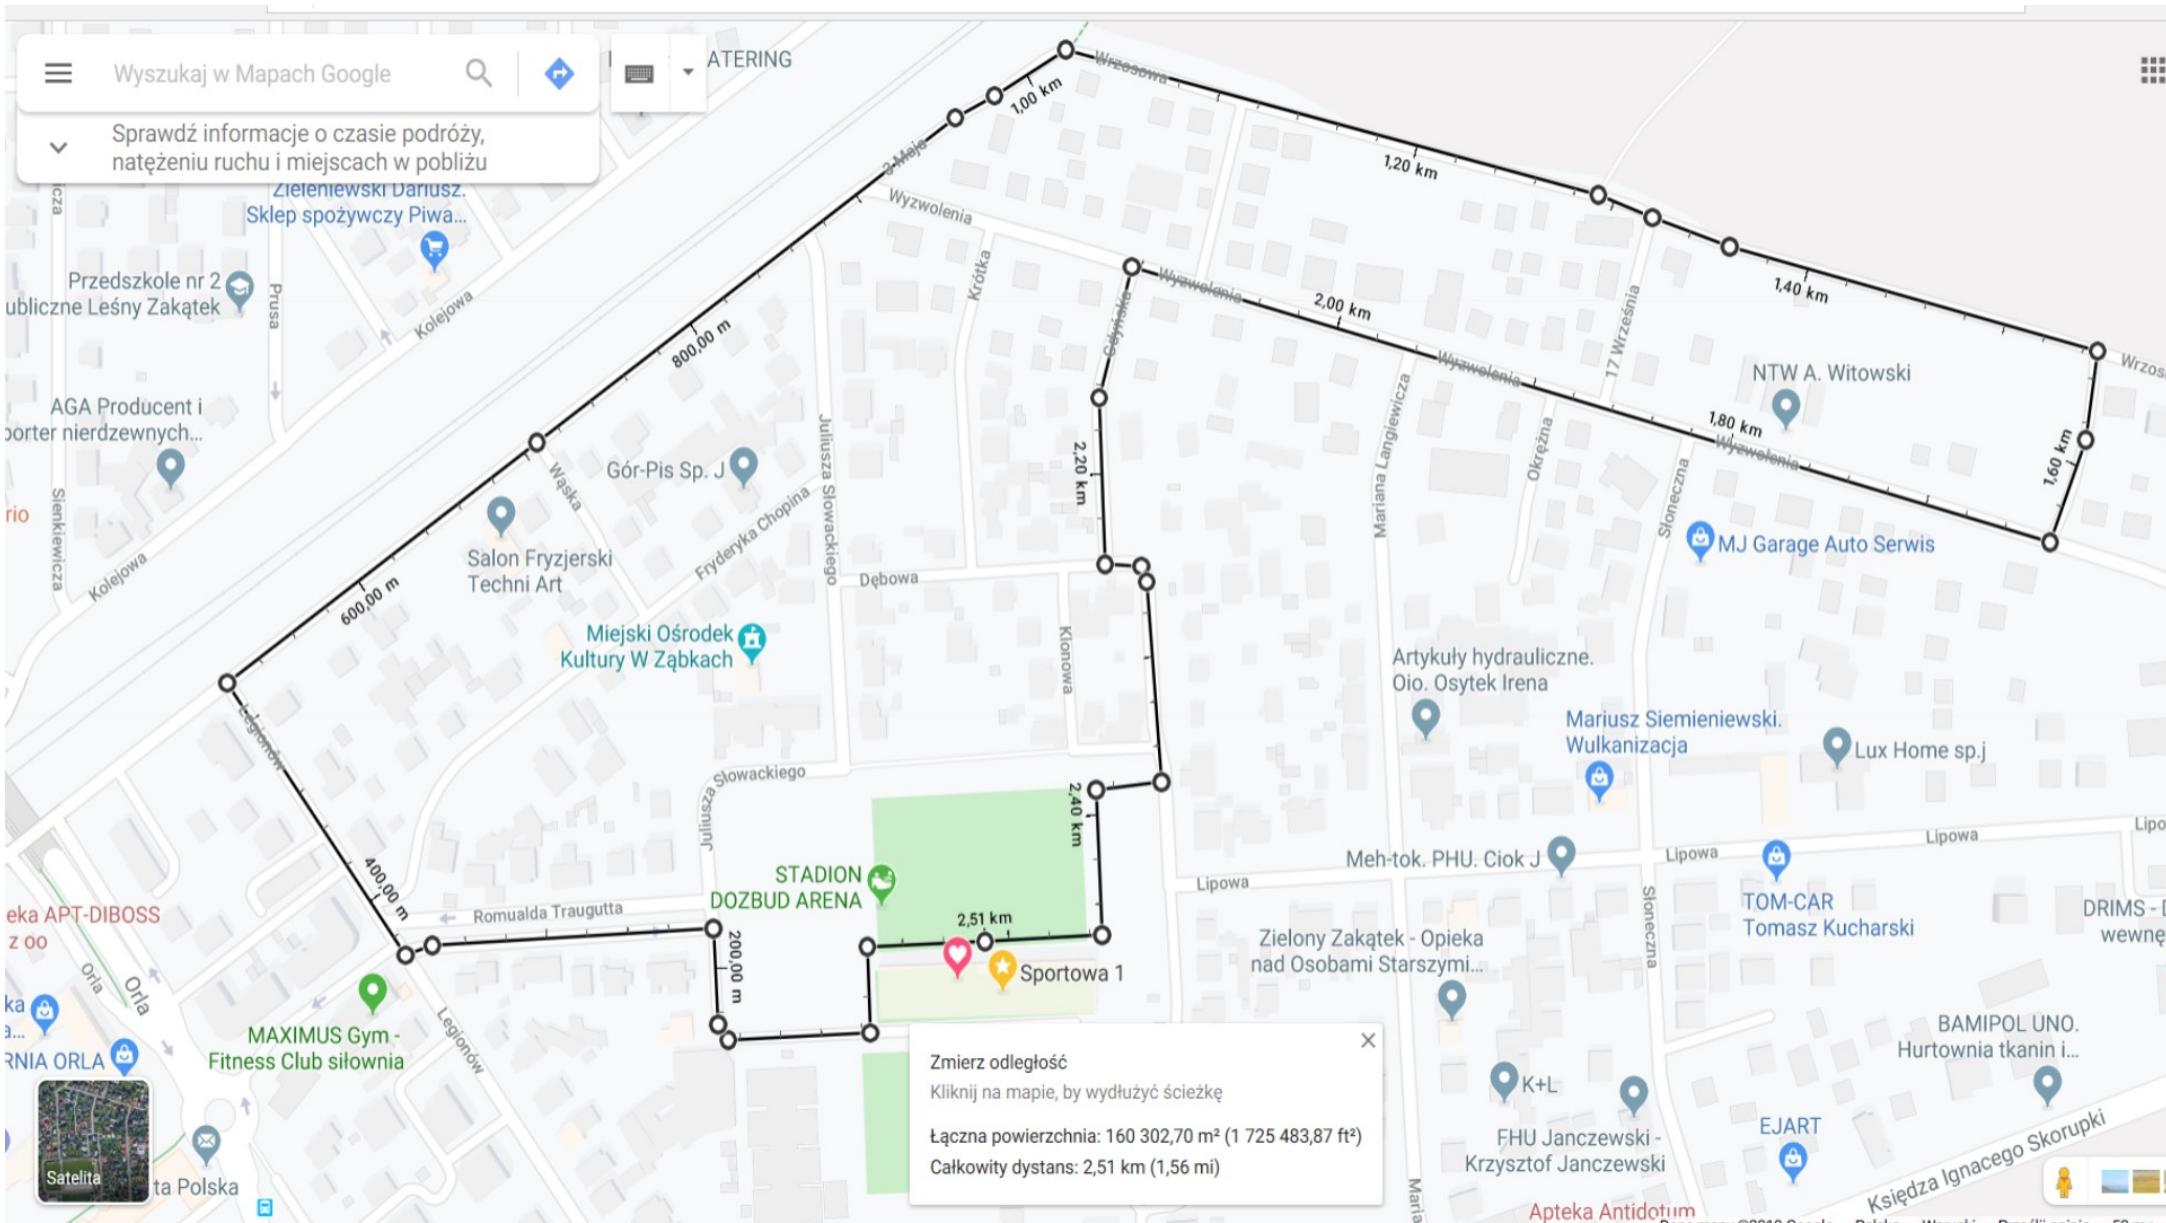 Wyszukaj w Mapach Google
Sprawdź informacje o czasie podróży,
natężeniu ruchu i miejscach w pobliżu
ATERING
Wrzosowa
1,00 km
3 Maja
1,20 km
Zieleniewski Dariusz.
Sklep spożywczy Piwa...
Wyzwolenia
Przedszkole nr 2
ubliczne Leśny Zakątek
Prusa
Kolejowa
Krótka
Gdyńska
Wyzwolenia
2,00 km
1,40 km
17 Września
800,00 m
Wyzwolenia
NTW A. Witowski
Wrzos
AGA Producent i
porter nierdzewnych...
1,80 km
Wyzwolenia
1,60 km
Juliusza Słowackiego
Mariana Langiewicza
Okrężna
Słoneczna
Gór-Pis Sp. J
Wąska
2,20 km
Fryderyka Chopina
rio
Sienkiewicza
Kolejowa
Salon Fryzjerski
Techni Art
MJ Garage Auto Serwis
Dębowa
600,00 m
Klonowa
Miejski Ośrodek
Kultury W Ząbkach
Artykuły hydrauliczne.
Oio. Osytek Irena
Legionów
Mariusz Siemieniewski.
Wulkanizacja
Lux Home sp.j
Juliusza Słowackiego
2,40 km
400,00 m
STADION
DOZBUD ARENA
Lipowa
Meh-tok. PHU. Ciok J
Lipowa
Lipowa
Lipo
eka APT-DIBOSS
z oo
Romualda Traugutta
2,51 km
Słoneczna
TOM-CAR
Tomasz Kucharski
DRIMS - D
wewnę
200,00 m
Zielony Zakątek - Opieka
nad Osobami Starszymi...
Sportowa 1
Orla
Orla
ka
a...
RNIA ORLA
MAXIMUS Gym -
Fitness Club siłownia
Legionów
BAMIPOL UNO.
Hurtownia tkanin i...
Zmierz odległość
Kliknij na mapie, by wydłużyć ścieżkę
Łączna powierzchnia: 160 302,70 m² (1 725 483,87 ft²)
Całkowity dystans: 2,51 km (1,56 mi)
K+L
FHU Janczewski -
Krzysztof Janczewski
EJART
Księdza Ignacego Skorupki
Satelita
ta Polska
Maria
Apteka Antidotum